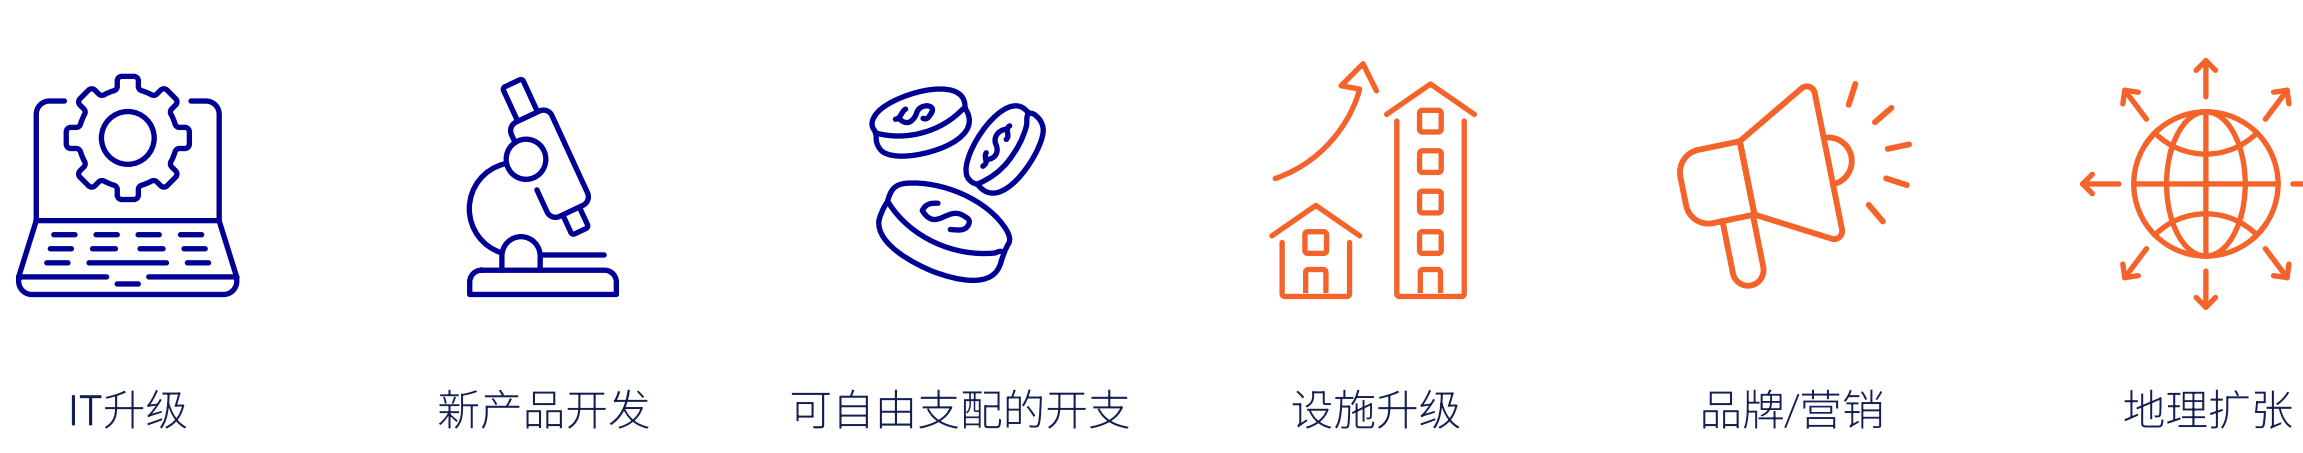 IT升级
新产品开发
可自由支配的开支
设施升级
品牌/营销
地理扩张